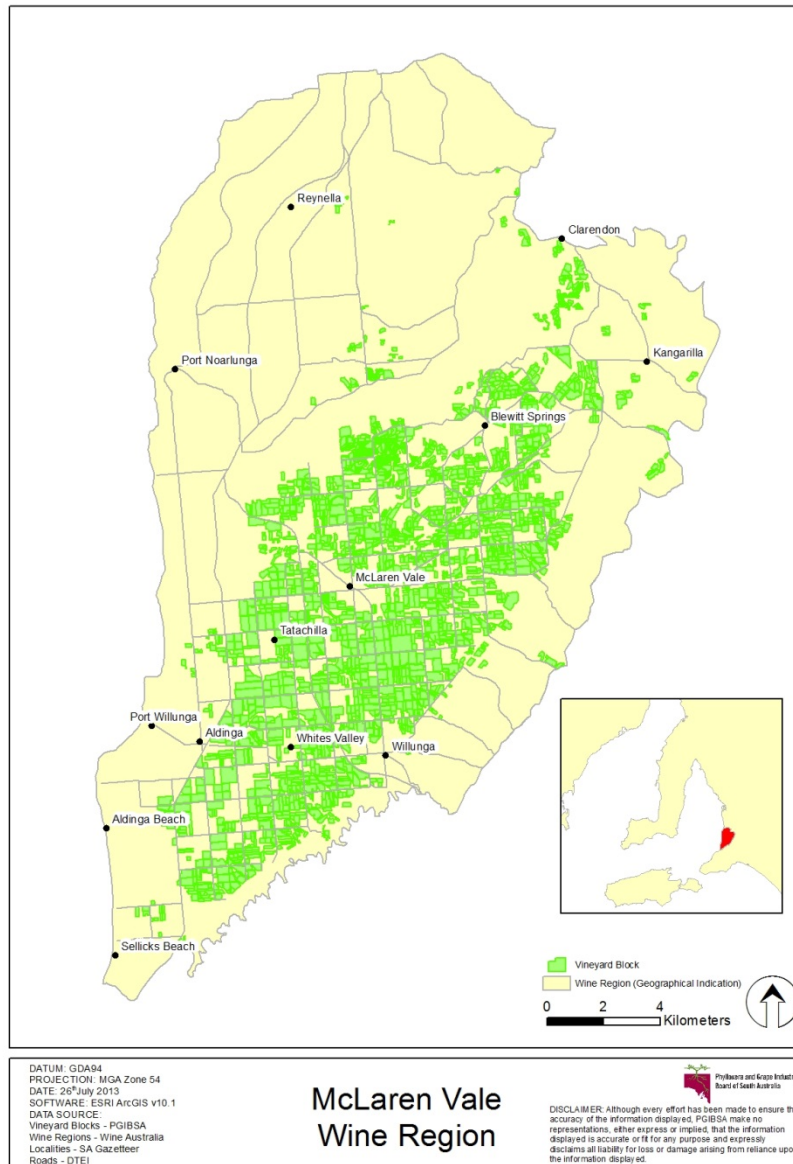 Reynella
Clarendon
Port Noarlunga
Kangarilla
Blewitt Springs
McLaren Vale
Tatachilla
Port Willunga
Aldinga
Whites Valley
Willunga
Aldinga Beach
Sellicks Beach
Vineyard Block
Wine Region (Geographical Indication)
0 2 4
Kilometers
DATUM: GDA94
PROJECTION: MGA Zone 54
DATE: 26th July 2013
SOFTWARE: ESRI ArcGIS v10.1
DATA SOURCE:
Vineyard Blocks - PGIBSA
Wine Regions - Wine Australia
Localities - SA Gazetteer
Roads - DTEI
McLaren Vale
Wine Region
Phylloxera and Grape Indust
Board of South Australia
DISCLAIMER: Although every effort has been made to ensure th
accuracy of the information displayed, PGIBSA make no
representations, either express or implied, that the information
displayed is accurate or fit for any purpose and expressly
disclaims all liability for loss or damage arising from reliance upo
the information displayed.